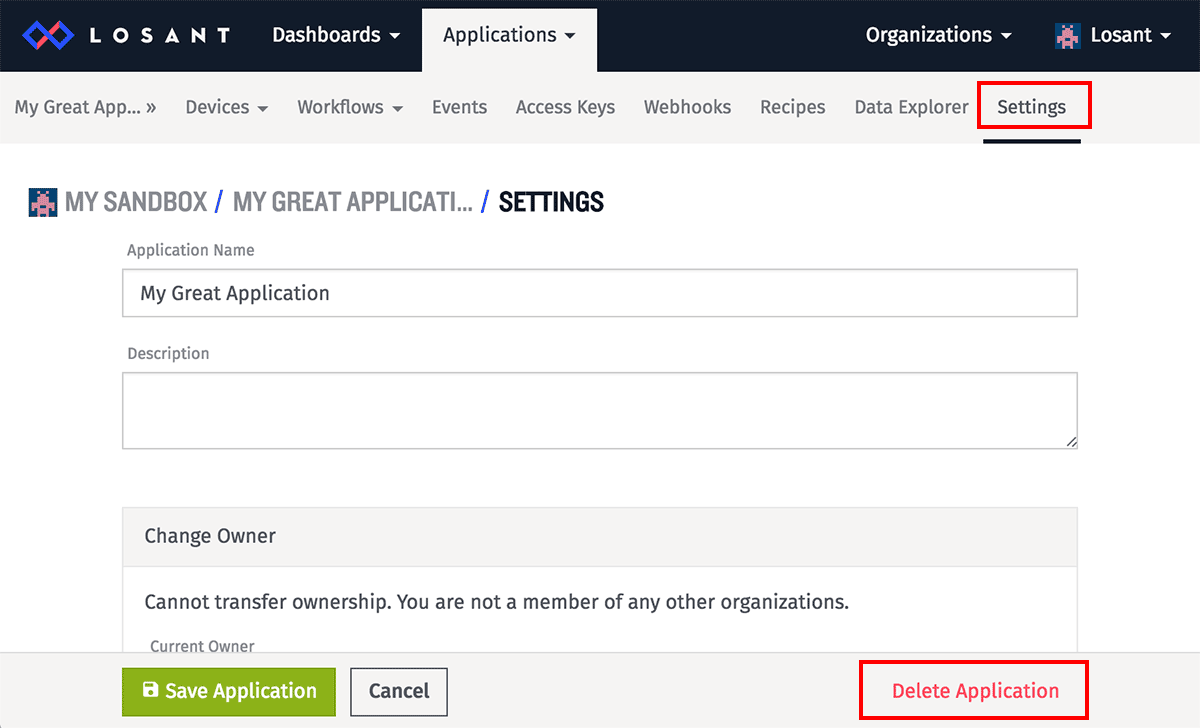 LOSANT Dashboards Applications Organizations Losant
My Great App... » Devices Workflows Events Access Keys Webhooks Recipes Data Explorer Settings
MY SANDBOX / MY GREAT APPLICATI... / SETTINGS
Application Name
My Great Application
Description
Change Owner
Cannot transfer ownership. You are not a member of any other organizations.
Current Owner
Save Application Cancel Delete Application